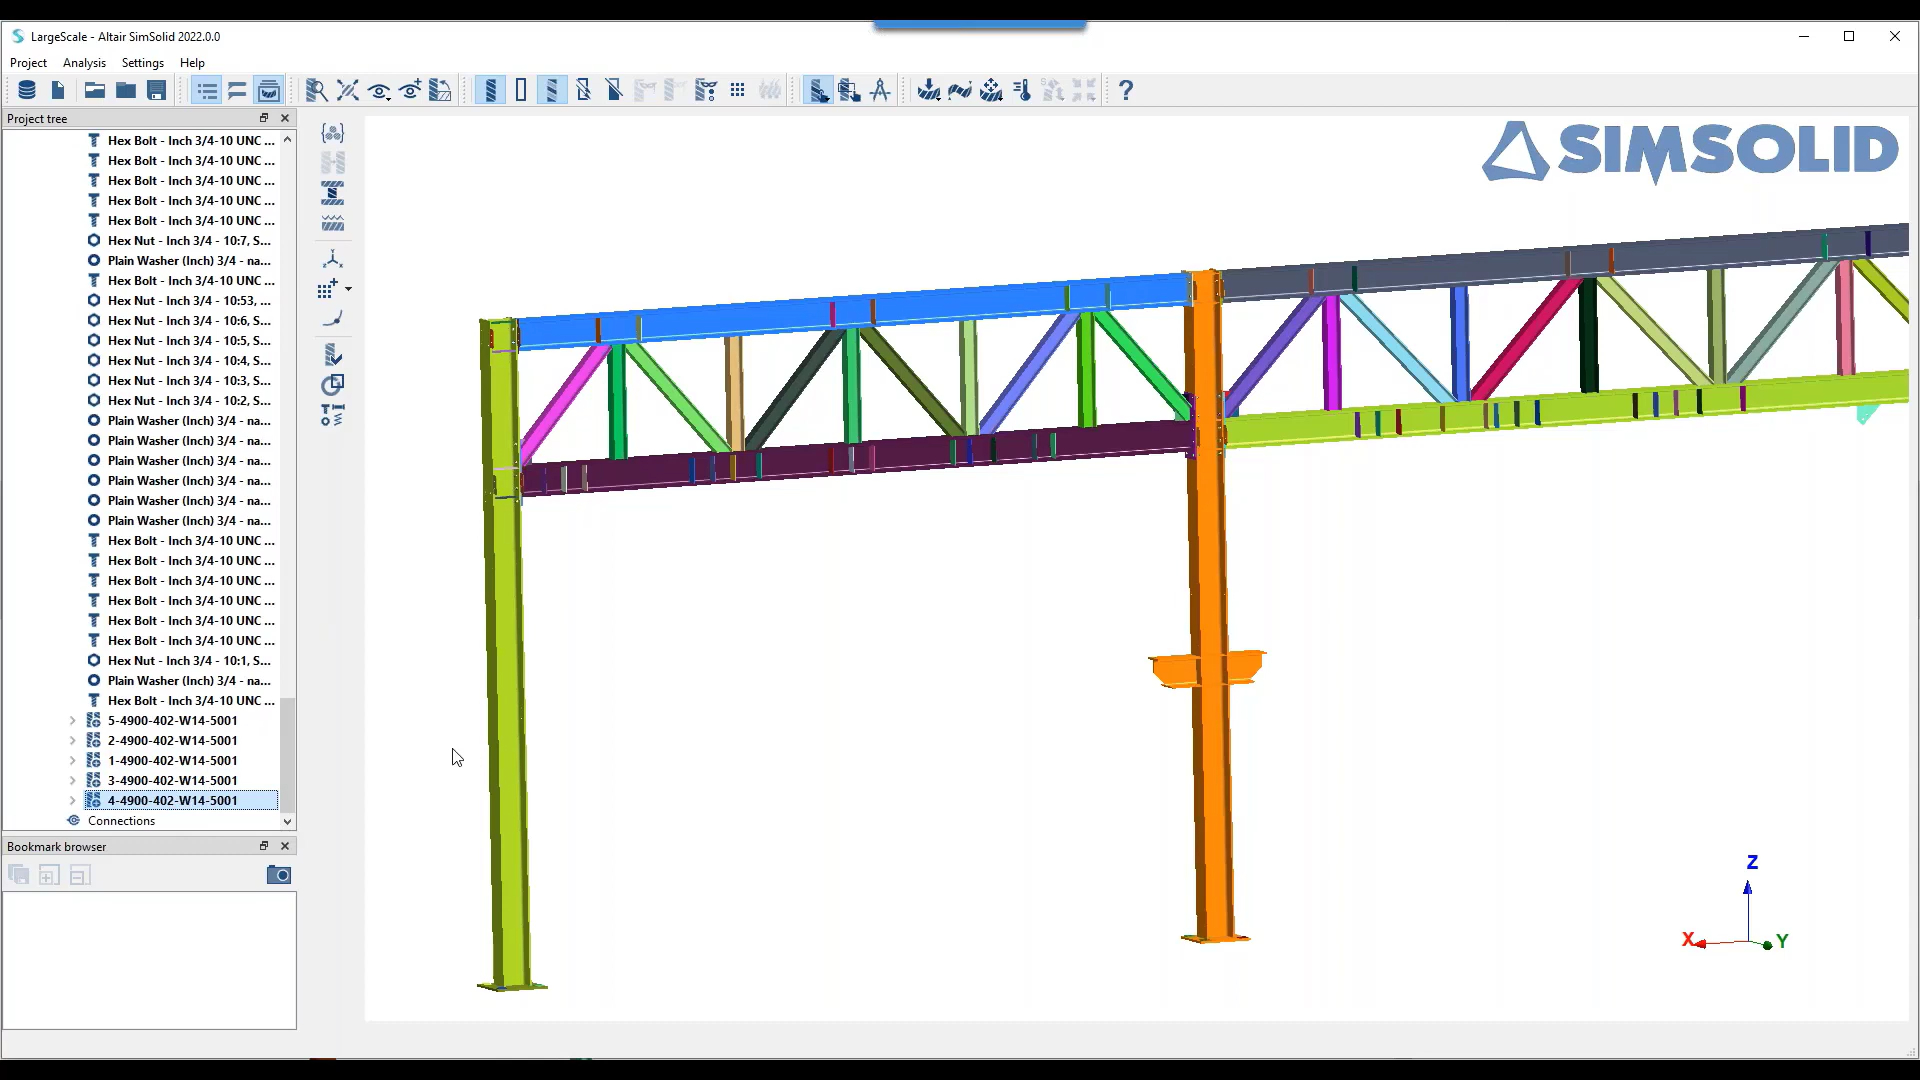 LargeScale - Altair SimSolid 2022.0.0
Project Analysis Settings Help
Project tree
Hex Bolt - Inch 3/4-10 UNC ...
Hex Bolt - Inch 3/4-10 UNC ...
Hex Bolt - Inch 3/4-10 UNC ...
Hex Bolt - Inch 3/4-10 UNC ...
Hex Bolt - Inch 3/4-10 UNC ...
Hex Nut - Inch 3/4 - 10:7, S...
Plain Washer (Inch) 3/4 - na...
Hex Bolt - Inch 3/4-10 UNC ...
Hex Nut - Inch 3/4 - 10:53, ...
Hex Nut - Inch 3/4 - 10:6, S...
Hex Nut - Inch 3/4 - 10:5, S...
Hex Nut - Inch 3/4 - 10:4, S...
Hex Nut - Inch 3/4 - 10:3, S...
Hex Nut - Inch 3/4 - 10:2, S...
Plain Washer (Inch) 3/4 - na...
Plain Washer (Inch) 3/4 - na...
Plain Washer (Inch) 3/4 - na...
Plain Washer (Inch) 3/4 - na...
Plain Washer (Inch) 3/4 - na...
Plain Washer (Inch) 3/4 - na...
Hex Bolt - Inch 3/4-10 UNC ...
Hex Bolt - Inch 3/4-10 UNC ...
Hex Bolt - Inch 3/4-10 UNC ...
Hex Bolt - Inch 3/4-10 UNC ...
Hex Bolt - Inch 3/4-10 UNC ...
Hex Bolt - Inch 3/4-10 UNC ...
Hex Nut - Inch 3/4 - 10:1, S...
Plain Washer (Inch) 3/4 - na...
Hex Bolt - Inch 3/4-10 UNC ...
5-4900-402-W14-5001
2-4900-402-W14-5001
1-4900-402-W14-5001
3-4900-402-W14-5001
4-4900-402-W14-5001
Connections
Bookmark browser
SIMSOLID
Z
X
Y